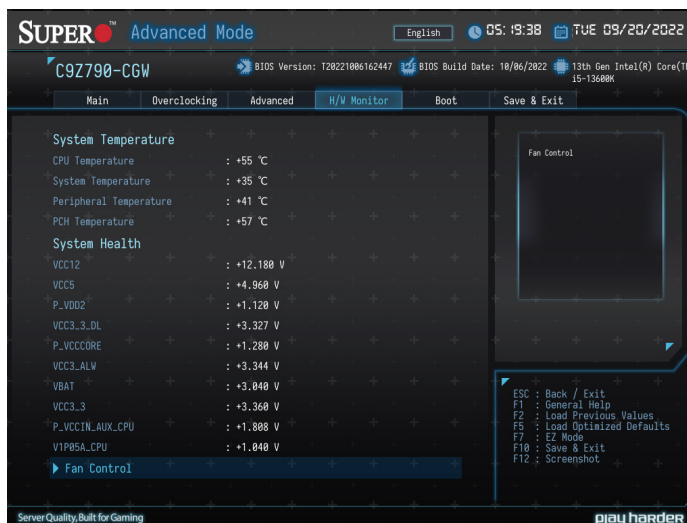 SUPER™ Advanced Mode English 05:19:38 TUE 09/20/2022
C9Z790-CGW BIOS Version: T20221006162447 BIOS Build Date: 10/06/2022 13th Gen Intel(R) Core(T
i5-13600K
Main Overclocking Advanced H/W Monitor Boot Save & Exit
System Temperature
CPU Temperature : +55 ℃
System Temperature : +35 ℃
Peripheral Temperature : +41 ℃
PCH Temperature : +57 ℃
System Health
VCC12 : +12.180 V
VCC5 : +4.960 V
P_VDD2 : +1.120 V
VCC3_3_DL : +3.327 V
P_VCCCORE : +1.280 V
VCC3_ALW : +3.344 V
VBAT : +3.040 V
VCC3_3 : +3.360 V
P_VCCIN_AUX_CPU : +1.808 V
V1P05A_CPU : +1.040 V
Fan Control
Fan Control
ESC : Back / Exit
F1 : General Help
F2 : Load Previous Values
F5 : Load Optimized Defaults
F7 : EZ Mode
F10 : Save & Exit
F12 : Screenshot
Server Quality, Built for Gaming play harder